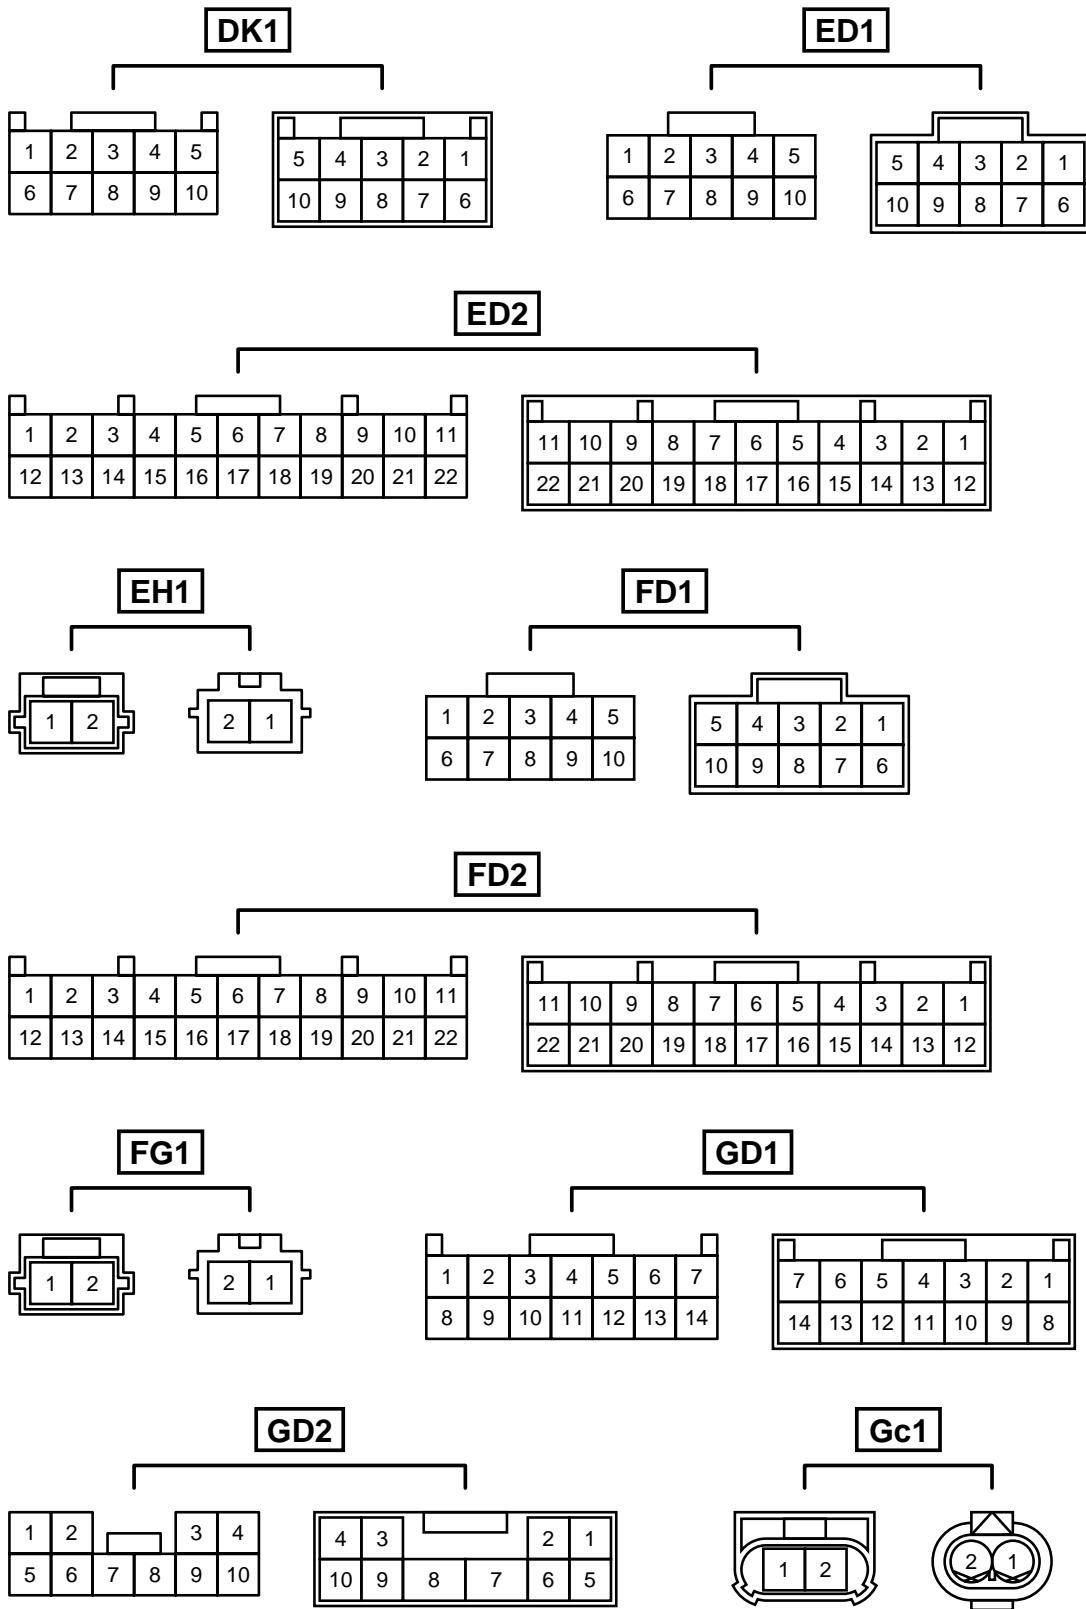 DK1 ED1
1 2 3 4 5 5 4 3 2 1 1 2 3 4 5 5 4 3 2 1
6 7 8 9 10 10 9 8 7 6 6 7 8 9 10 10 9 8 7 6
ED2
1 2 3 4 5 6 7 8 9 10 11 11 10 9 8 7 6 5 4 3 2 1
12 13 14 15 16 17 18 19 20 21 22 22 21 20 19 18 17 16 15 14 13 12
EH1 FD1
1 2 2 1 1 2 3 4 5 5 4 3 2 1
6 7 8 9 10 10 9 8 7 6
FD2
1 2 3 4 5 6 7 8 9 10 11 11 10 9 8 7 6 5 4 3 2 1
12 13 14 15 16 17 18 19 20 21 22 22 21 20 19 18 17 16 15 14 13 12
FG1 GD1
1 2 2 1 1 2 3 4 5 6 7 7 6 5 4 3 2 1
8 9 10 11 12 13 14 14 13 12 11 10 9 8
GD2 Gc1
1 2 3 4 4 3 2 1
5 6 7 8 9 10 10 9 8 7 6 5 1 2 2 1